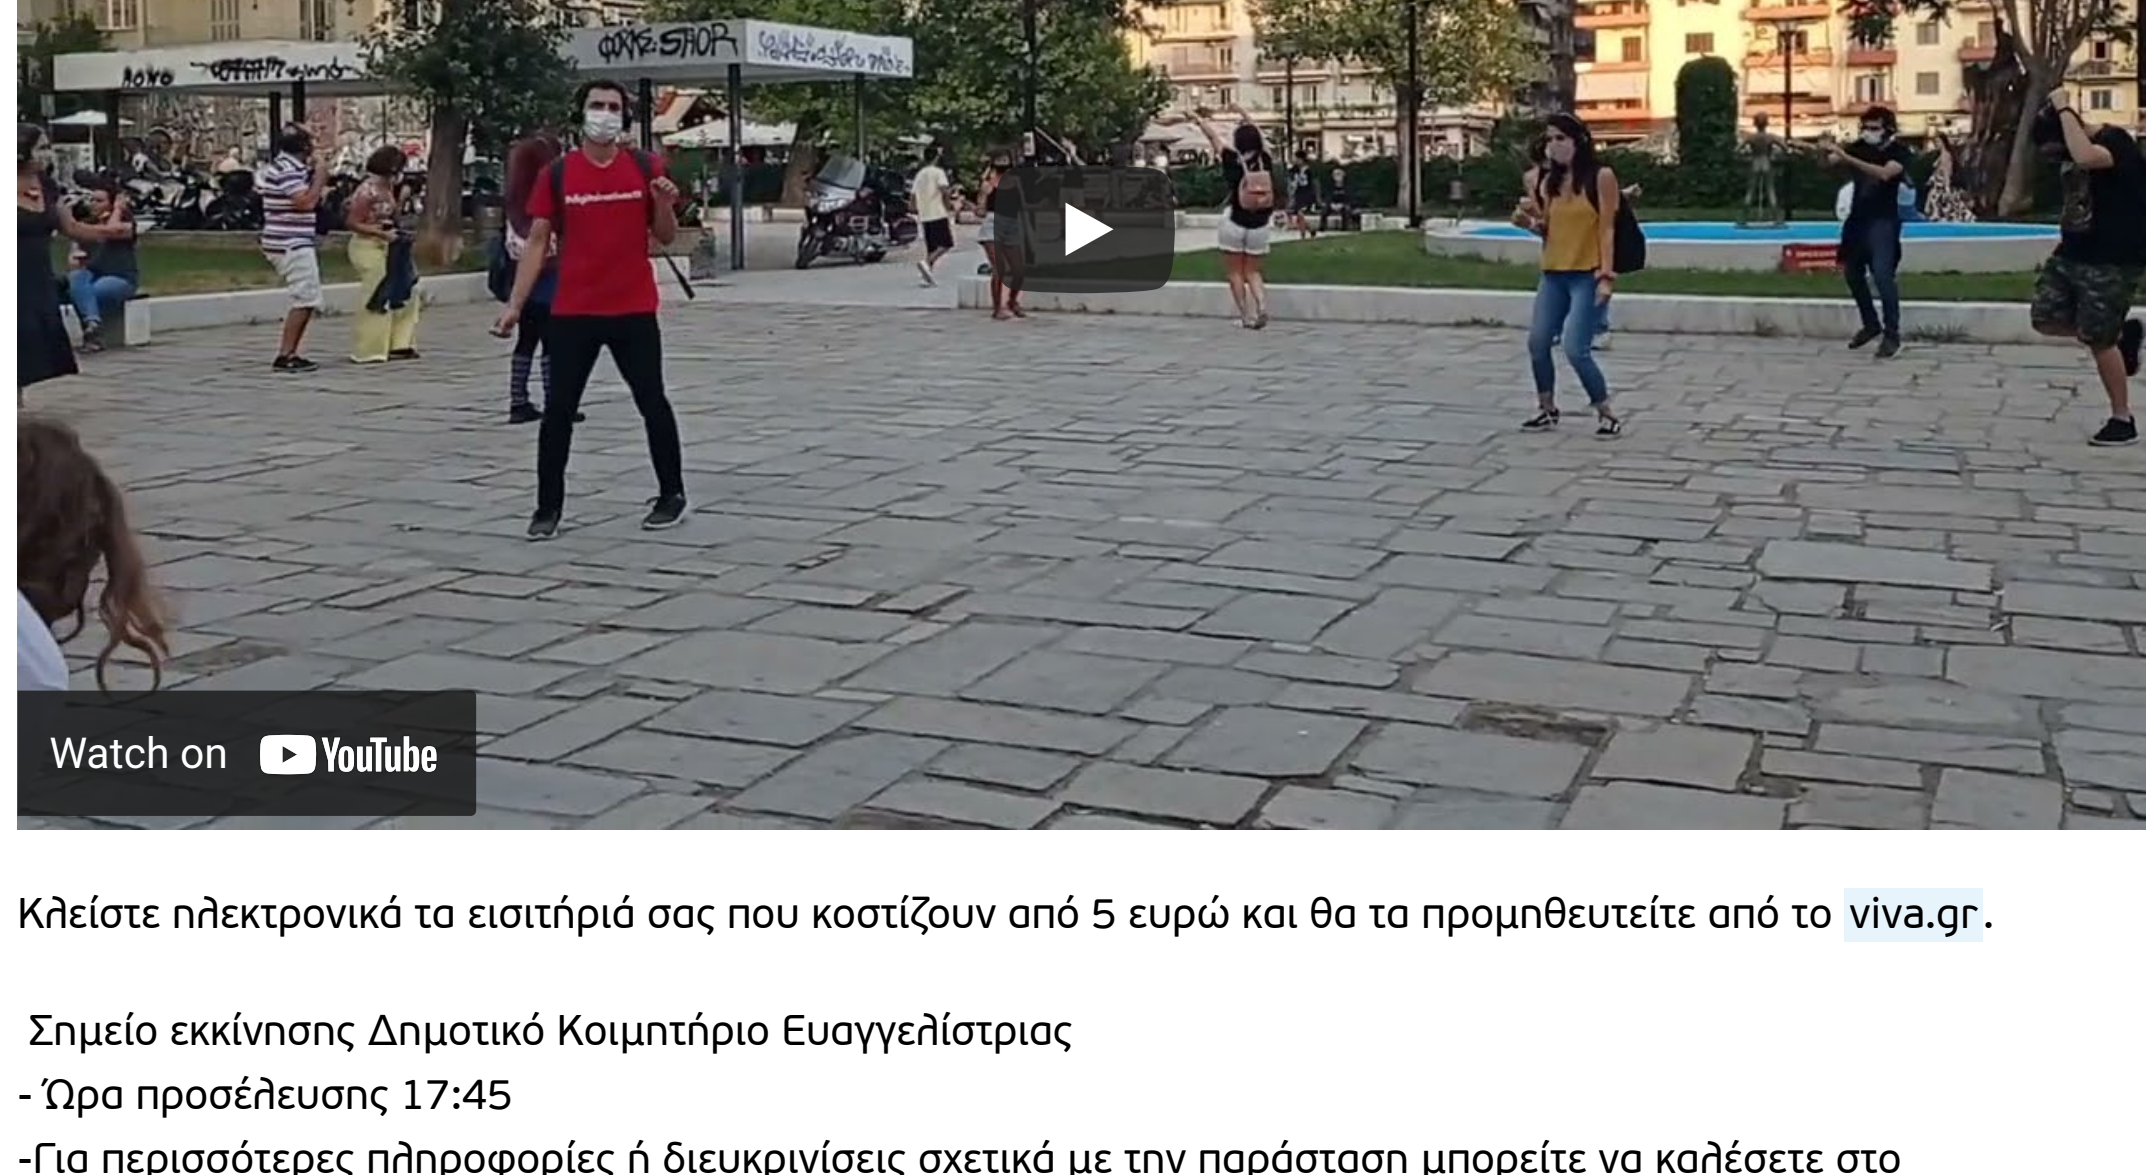 SHOR
Watch on YouTube
Κλείστε ηλεκτρονικά τα εισιτήριά σας που κοστίζουν από 5 ευρώ και θα τα προμηθευτείτε από το viva.gr.
Σημείο εκκίνησης Δημοτικό Κοιμητήριο Ευαγγελίστριας
- Ώρα προσέλευσης 17:45
-Για περισσότερες πληροφορίες ή διευκρινίσεις σχετικά με την παράσταση μπορείτε να καλέσετε στο